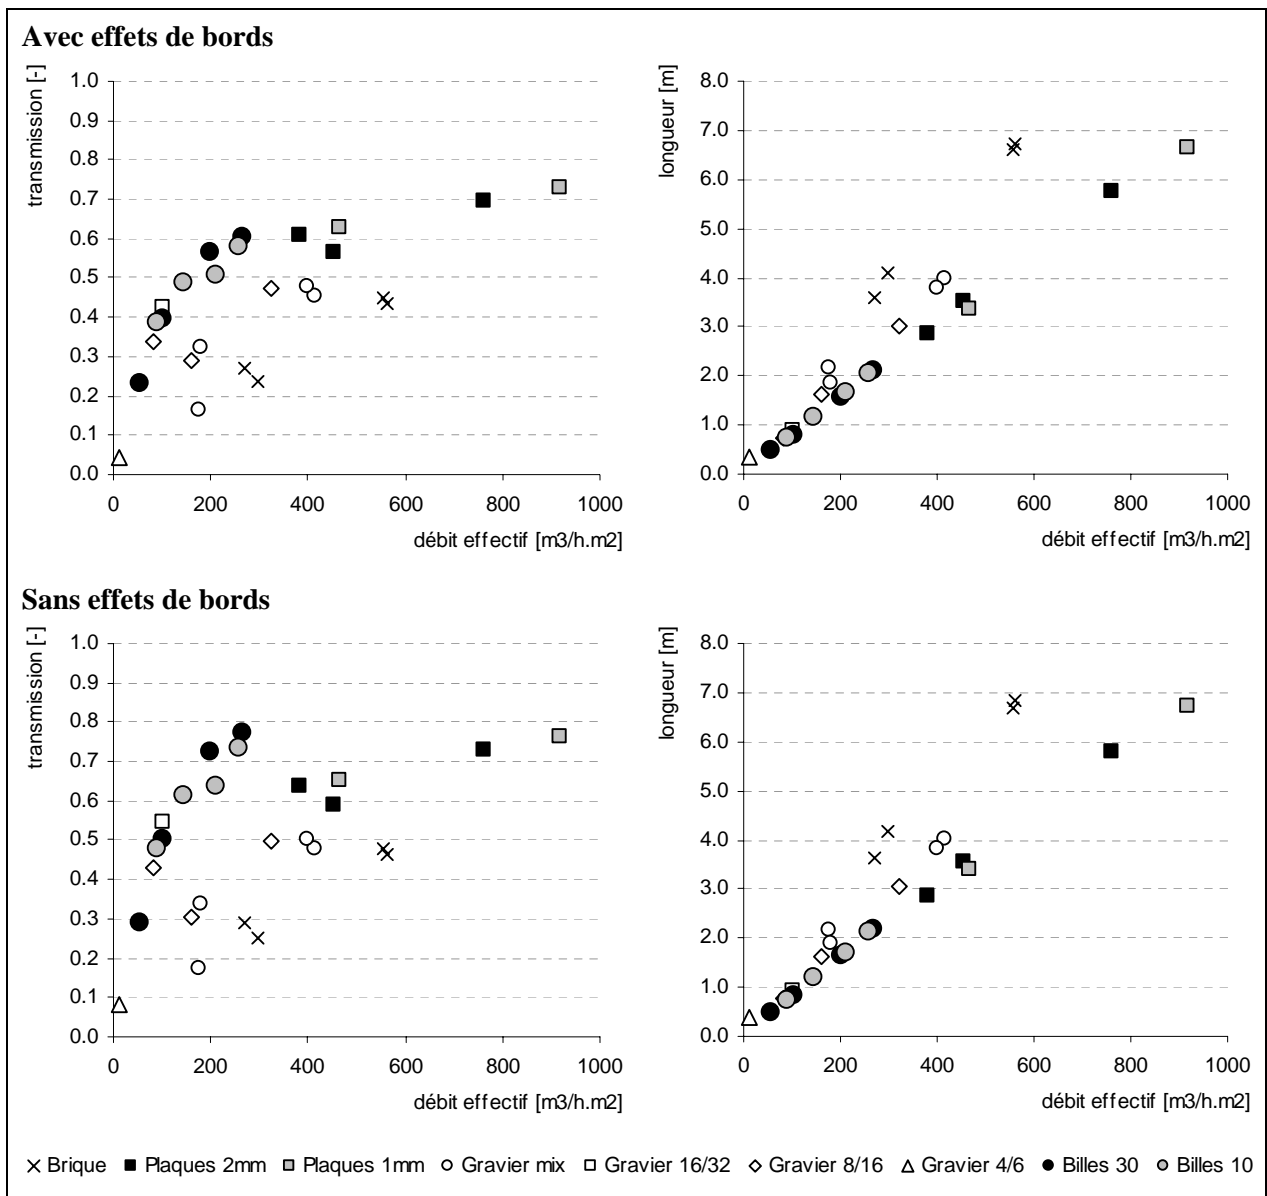 Avec effets de bords
transmission [-]
1.0
0.9
0.8
0.7
0.6
0.5
0.4
0.3
0.2
0.1
0.0
0 200 400 600 800 1000
débit effectif [m3/h.m2]
longueur [m]
8.0
7.0
6.0
5.0
4.0
3.0
2.0
1.0
0.0
0 200 400 600 800 1000
débit effectif [m3/h.m2]
Sans effets de bords
transmission [-]
1.0
0.9
0.8
0.7
0.6
0.5
0.4
0.3
0.2
0.1
0.0
0 200 400 600 800 1000
débit effectif [m3/h.m2]
longueur [m]
8.0
7.0
6.0
5.0
4.0
3.0
2.0
1.0
0.0
0 200 400 600 800 1000
débit effectif [m3/h.m2]
Brique Plaques 2mm Plaques 1mm Gravier mix Gravier 16/32 Gravier 8/16 Gravier 4/6 Billes 30 Billes 10